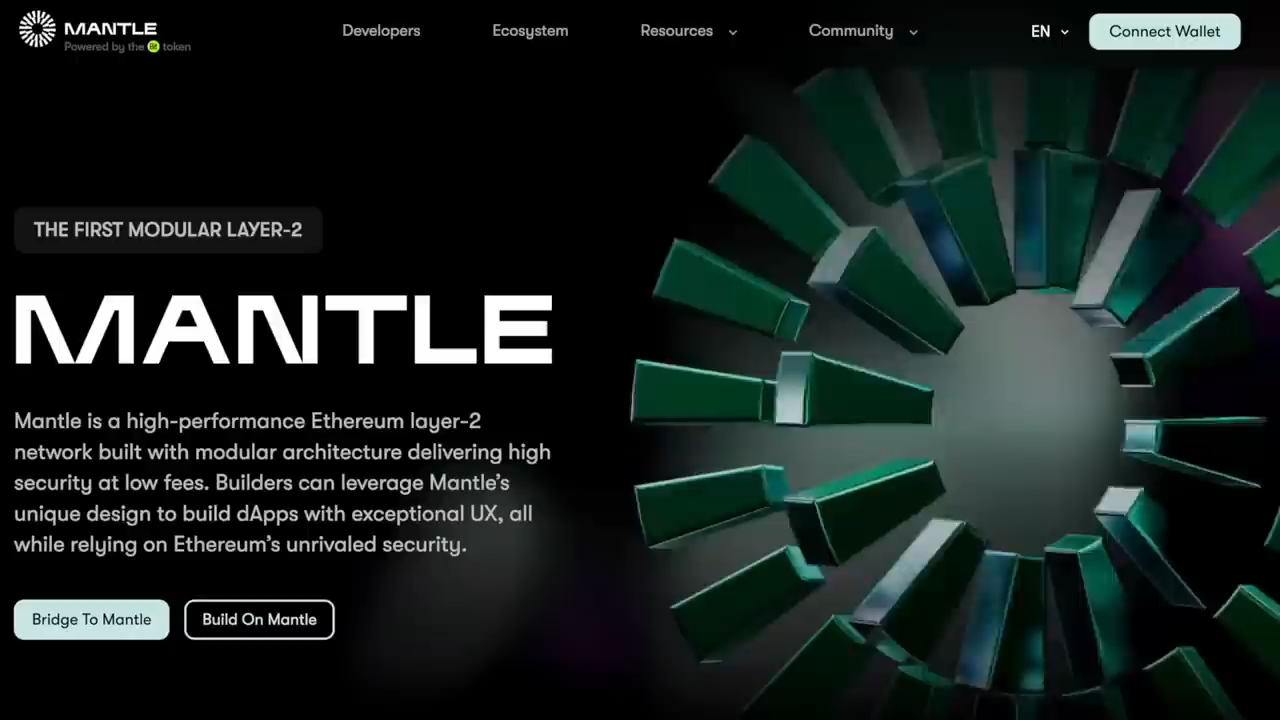 MANTLE
Powered by the Bit token
Developers
Ecosystem
Resources
Community
EN
Connect Wallet
THE FIRST MODULAR LAYER-2
MANTLE
Mantle is a high-performance Ethereum layer-2
network built with modular architecture delivering high
security at low fees. Builders can leverage Mantle’s
unique design to build dApps with exceptional UX, all
while relying on Ethereum’s unrivaled security.
Bridge To Mantle
Build On Mantle